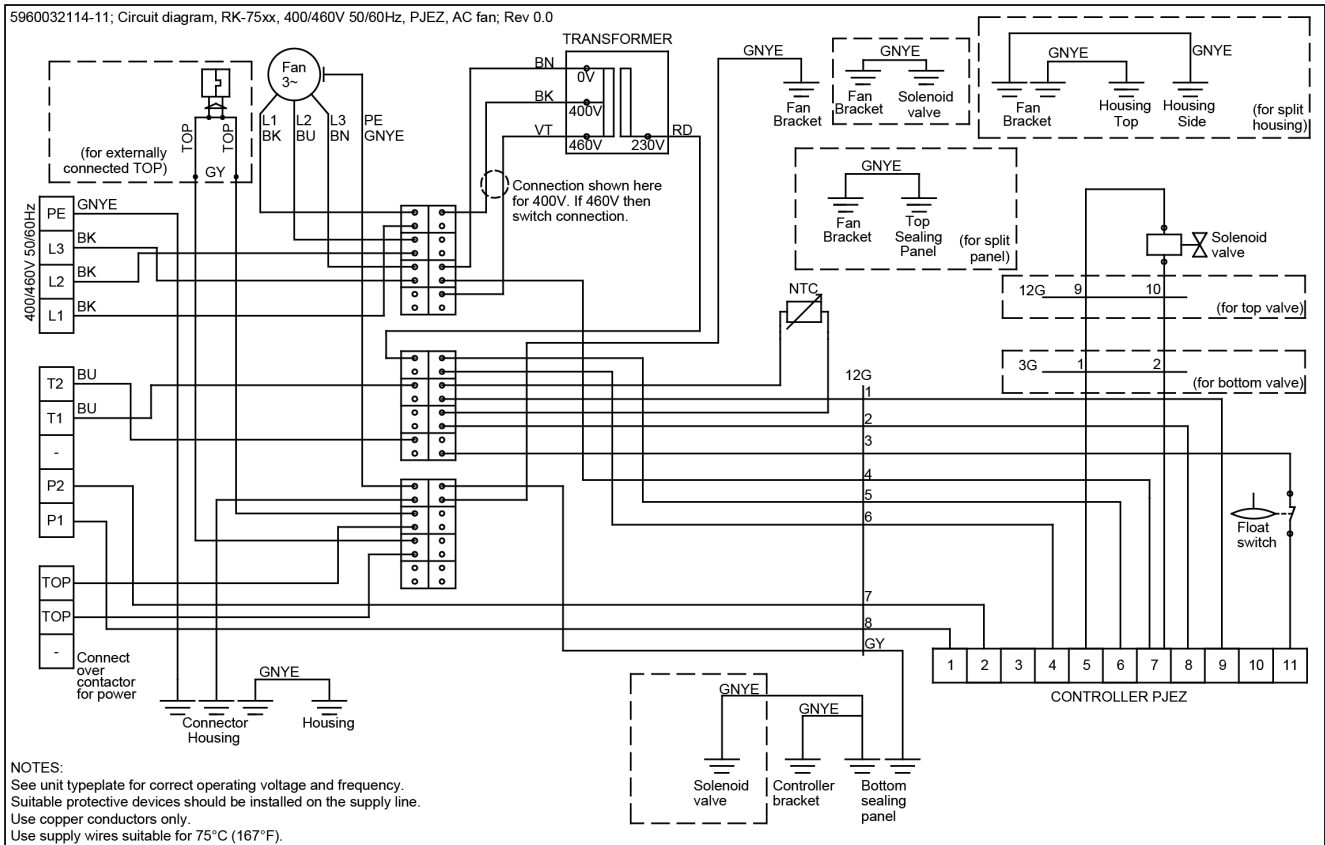 5960032114-11; Circuit diagram, RK-75xx, 400/460V 50/60Hz, PJEZ, AC fan; Rev 0.0
TRANSFORMER
BN
0V
BK
400V
VT
460V
230V
RD
Fan
3~
L1
BK
L2
BU
L3
BN
PE
GNYE
TOP
TOP
GY
(for externally
connected TOP)
Connection shown here
for 400V. If 460V then
switch connection.
GNYE
Fan
Bracket
GNYE
Fan
Bracket
Solenoid
valve
GNYE
GNYE
Fan
Bracket
Housing
Top
Housing
Side
(for split
housing)
GNYE
Fan
Bracket
Top
Sealing
Panel
(for split
panel)
Solenoid
valve
12G
9
10
(for top valve)
3G
1
2
(for bottom valve)
NTC
400/460V 50/60Hz
PE
GNYE
L3
BK
L2
BK
L1
BK
T2
BU
T1
BU
-
P2
P1
TOP
TOP
-
Connect
over
contactor
for power
12G
1
2
3
4
5
6
7
8
GY
Float
switch
1
2
3
4
5
6
7
8
9
10
11
CONTROLLER PJEZ
GNYE
Connector
Housing
Housing
GNYE
GNYE
Solenoid
valve
Controller
bracket
Bottom
sealing
panel
NOTES:
See unit typeplate for correct operating voltage and frequency.
Suitable protective devices should be installed on the supply line.
Use copper conductors only.
Use supply wires suitable for 75°C (167°F).